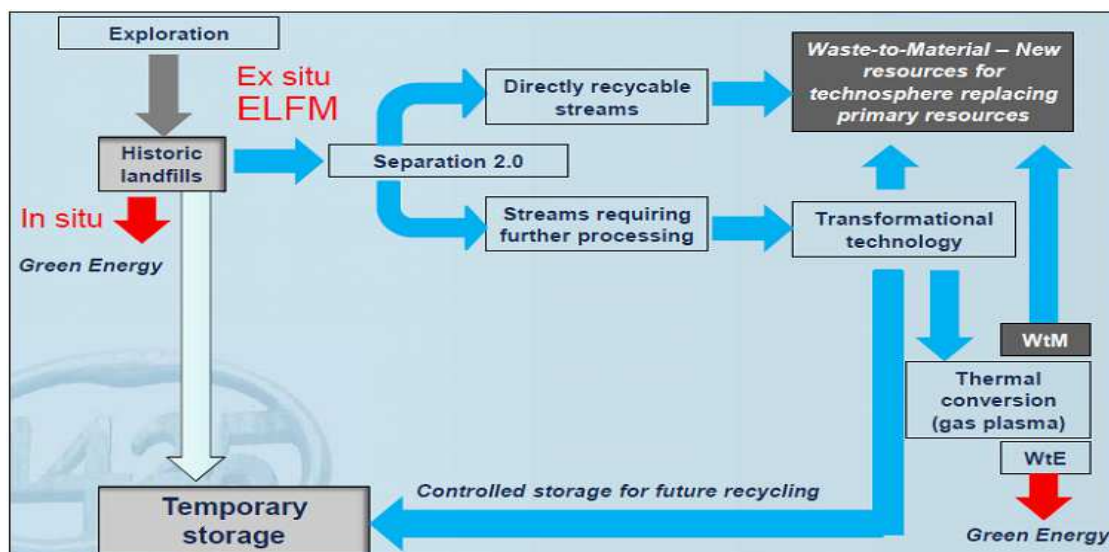 Exploration
Ex situ
ELFM
Directly recycable
streams
Waste-to-Material – New
resources for
technosphere replacing
primary resources
Historic
landfills
Separation 2.0
In situ
Green Energy
Streams requiring
further processing
Transformational
technology
WtM
Thermal
conversion
(gas plasma)
WtE
Green Energy
Controlled storage for future recycling
Temporary
storage
1425